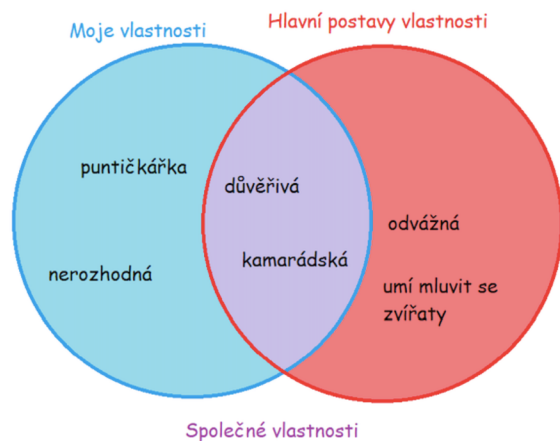 Moje vlastnosti
Hlavní postavy vlastnosti
puntičkářka
nerozhodná
důvěřivá
kamarádská
odvážná
umí mluvit se
zvířaty
Společné vlastnosti